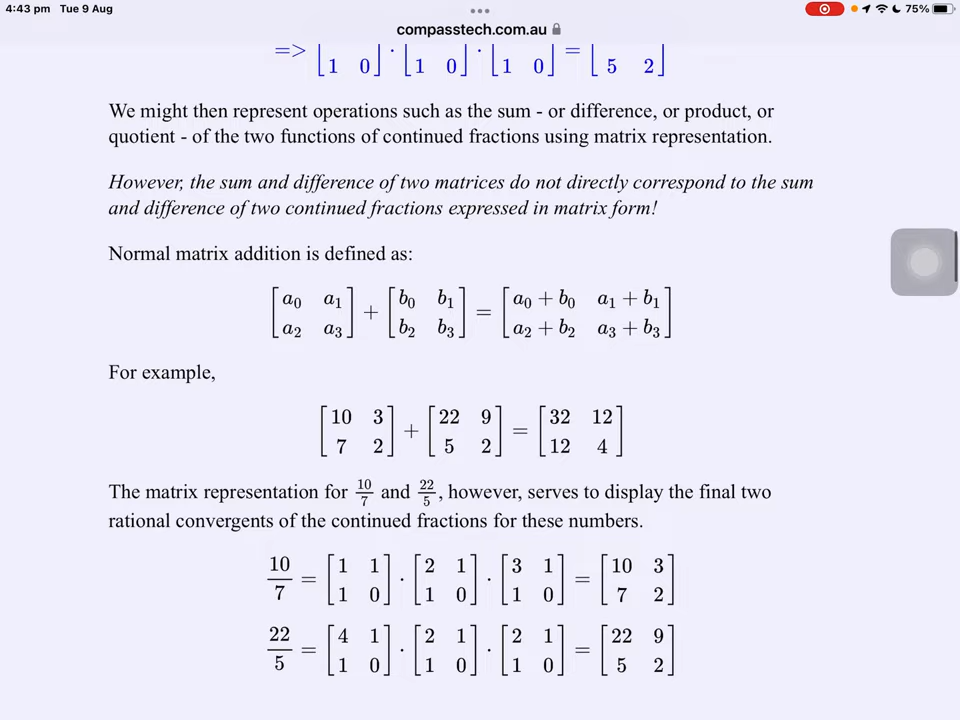 4:43 pm Tue 9 Aug
75%
compasstech.com.au
=> [1 0] · [1 0] · [1 0] = [5 2]
We might then represent operations such as the sum - or difference, or product, or
quotient - of the two functions of continued fractions using matrix representation.
However, the sum and difference of two matrices do not directly correspond to the sum
and difference of two continued fractions expressed in matrix form!
Normal matrix addition is defined as:
[a₀ a₁] [b₀ b₁] [a₀ + b₀ a₁ + b₁]
+ =
[a₂ a₃] [b₂ b₃] [a₂ + b₂ a₃ + b₃]
For example,
[10 3] [22 9] [32 12]
+ =
[7 2] [5 2] [12 4]
The matrix representation for 10/7 and 22/5, however, serves to display the final two
rational convergents of the continued fractions for these numbers.
10 [1 1] [2 1] [3 1] [10 3]
= · · =
7 [1 0] [1 0] [1 0] [7 2]
22 [4 1] [2 1] [2 1] [22 9]
= · · =
5 [1 0] [1 0] [1 0] [5 2]